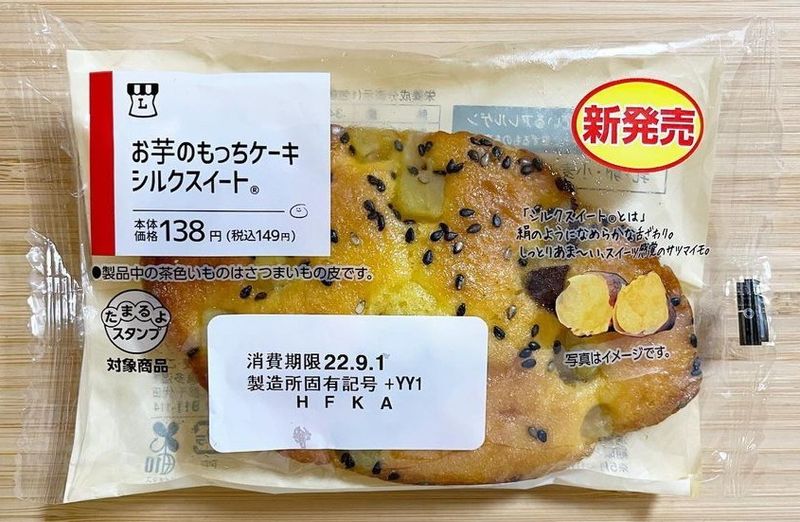 L
お芋のもっちケーキ
シルクスイート®
本体価格 138円 (税込149円)
新発売
「シルクスイート®とは」
絹のようになめらかな舌ざわり。
しっとりあま〜い、スイーツ感覚のサツマイモ。
●製品中の茶色いものはさつまいもの皮です。
たまるよ
スタンプ
対象商品
写真はイメージです。
消費期限 22.9.1
製造所固有記号 +YY1
H F K A